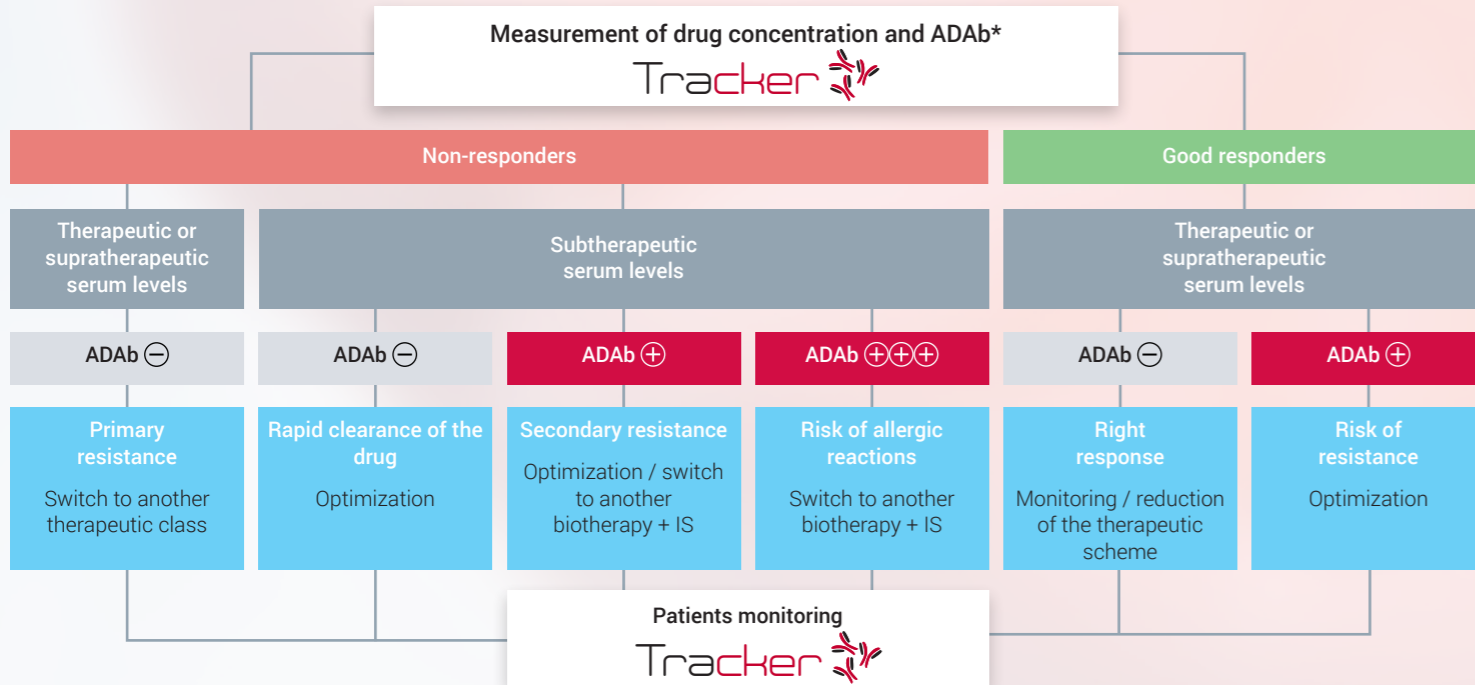 Measurement of drug concentration and ADAb*
Tracker
Non-responders
Good responders
Therapeutic or
supratherapeutic
serum levels
Subtherapeutic
serum levels
Therapeutic or
supratherapeutic
serum levels
ADAb ⊖
ADAb ⊖
ADAb ⊕
ADAb ⊕⊕⊕
ADAb ⊖
ADAb ⊕
Primary
resistance
Switch to another
therapeutic class
Rapid clearance of the
drug
Optimization
Secondary resistance
Optimization / switch
to another
biotherapy + IS
Risk of allergic
reactions
Switch to another
biotherapy + IS
Right
response
Monitoring / reduction
of the therapeutic
scheme
Risk of
resistance
Optimization
Patients monitoring
Tracker